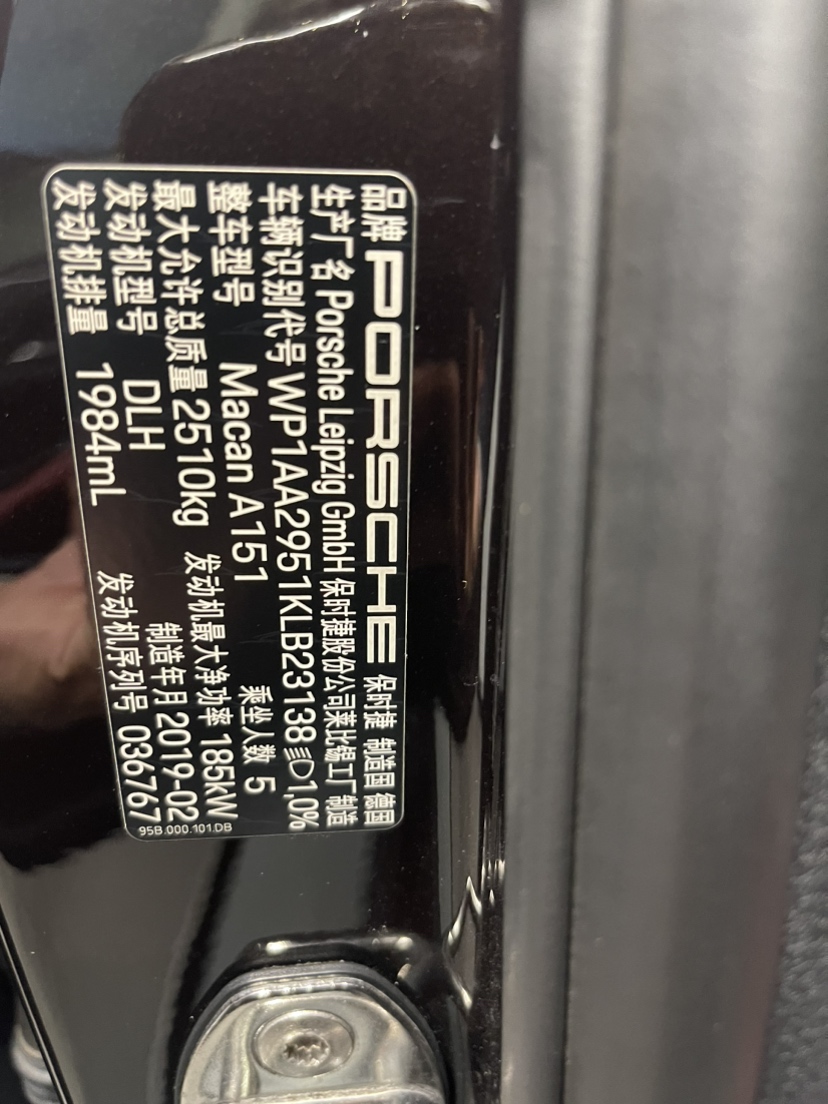 品牌 PORSCHE 保时捷 制造国 德国
生产厂名 Porsche Leipzig GmbH 保时捷股份公司莱比锡工厂 制造
车辆识别代号 WP1AA2951KLB23138 1,0%
整车型号 Macan A151 乘坐人数 5
最大允许总质量 2510kg 发动机最大净功率 185kW
发动机型号 DLH 制造年月 2019-02
发动机排量 1984mL 发动机序列号 036767
95B.000.101.DB